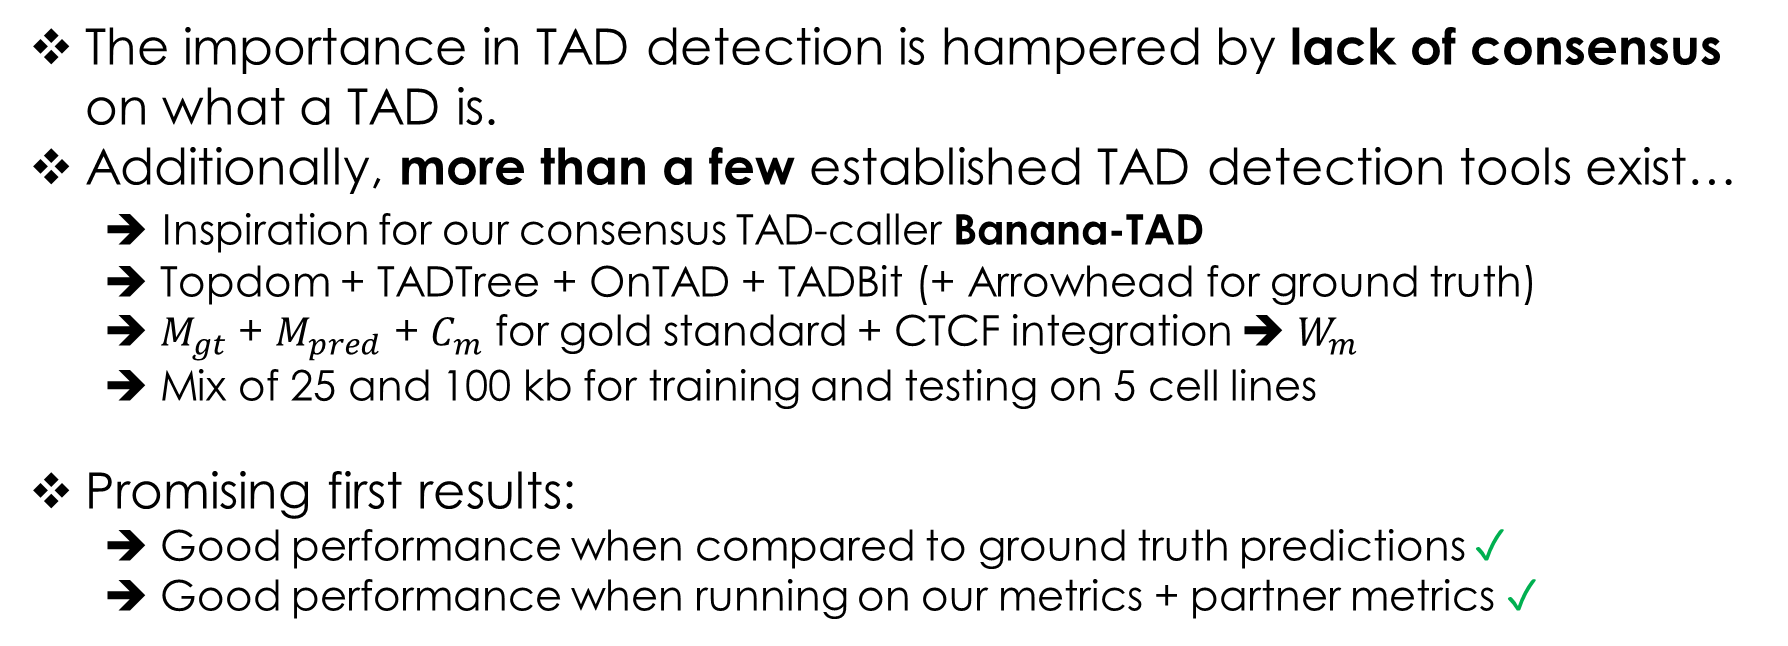 ❖ The importance in TAD detection is hampered by lack of consensus
on what a TAD is.
❖ Additionally, more than a few established TAD detection tools exist…
➔ Inspiration for our consensus TAD-caller Banana-TAD
➔ Topdom + TADTree + OnTAD + TADBit (+ Arrowhead for ground truth)
➔ M_gt + M_pred + C_m for gold standard + CTCF integration ➔ W_m
➔ Mix of 25 and 100 kb for training and testing on 5 cell lines
❖ Promising first results:
➔ Good performance when compared to ground truth predictions ✓
➔ Good performance when running on our metrics + partner metrics ✓